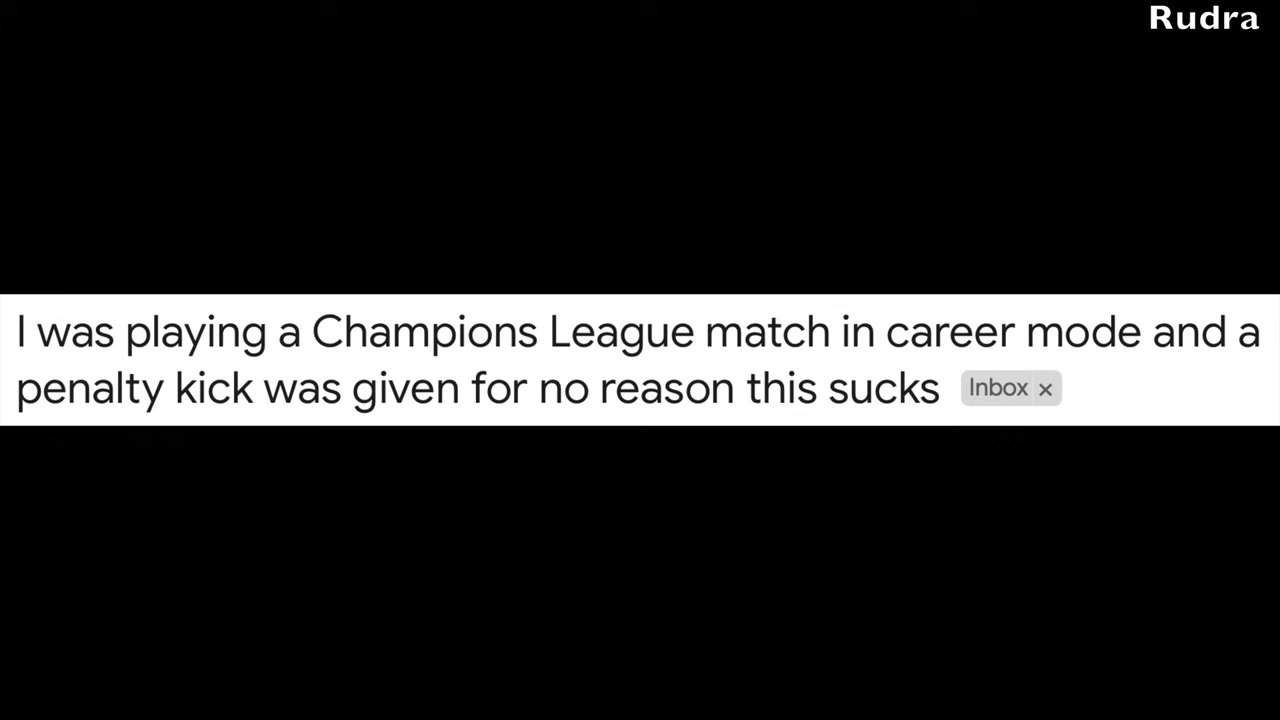 Rudra
I was playing a Champions League match in career mode and a
penalty kick was given for no reason this sucks Inbox ×